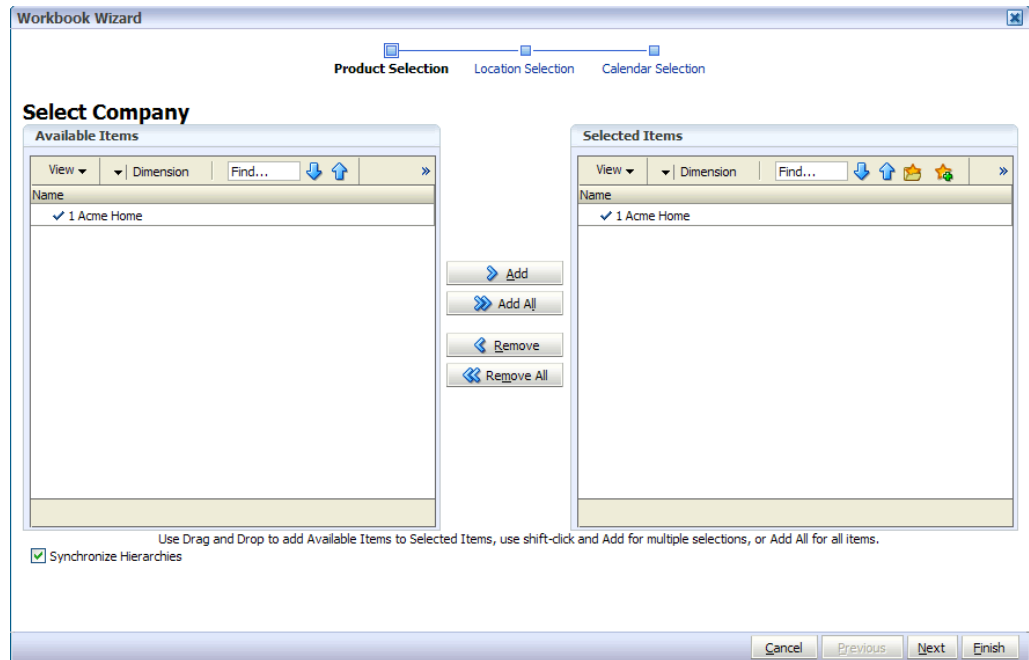 Workbook Wizard
Product Selection Location Selection Calendar Selection
Select Company
Available Items
View Dimension Find... »
Name
1 Acme Home
Add
Add All
Remove
Remove All
Selected Items
View Dimension Find... »
Name
1 Acme Home
Use Drag and Drop to add Available Items to Selected Items, use shift-click and Add for multiple selections, or Add All for all items.
Synchronize Hierarchies
Cancel Previous Next Finish